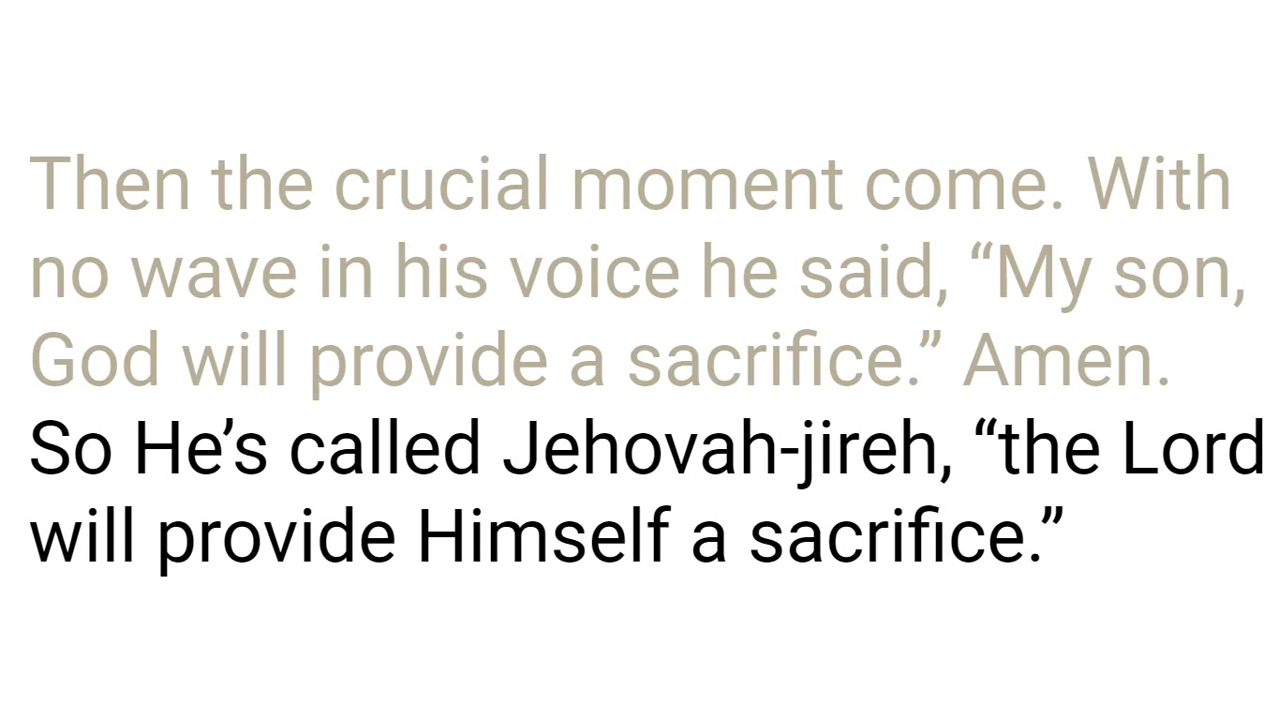 Then the crucial moment come. With
no wave in his voice he said, “My son,
God will provide a sacrifice.” Amen.
So He’s called Jehovah-jireh, “the Lord
will provide Himself a sacrifice.”